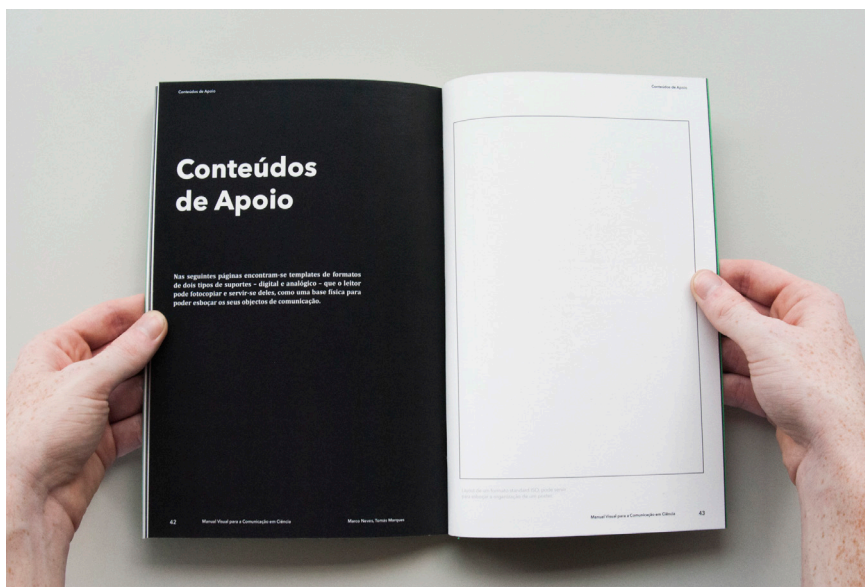 Conteúdos de Apoio
Conteúdos
de Apoio
Nas seguintes páginas encontram-se templates de formatos
de dois tipos de suportes – digital e analógico – que o leitor
pode fotocopiar e servir-se deles, como uma base física para
poder esboçar os seus objectos de comunicação.
42 Manual Visual para a Comunicação em Ciência Marco Neves, Tomás Marques
Conteúdos de Apoio
Manual Visual para a Comunicação em Ciência 43